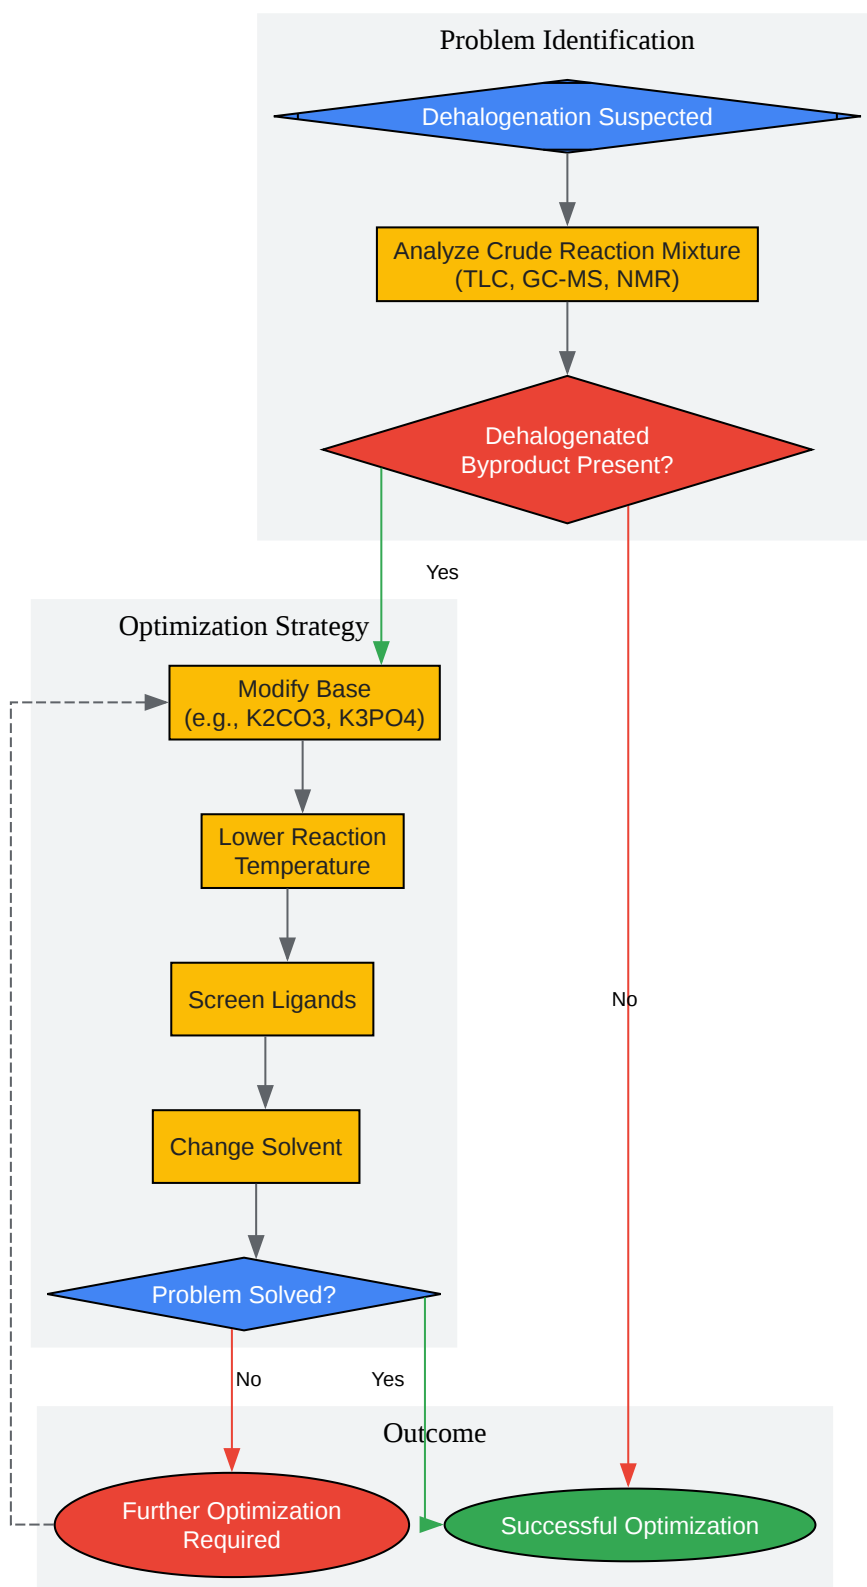 Problem Identification
Dehalogenation Suspected
Analyze Crude Reaction Mixture
(TLC, GC-MS, NMR)
Dehalogenated
Byproduct Present?
Yes
Optimization Strategy
Modify Base
(e.g., K2CO3, K3PO4)
Lower Reaction
Temperature
Screen Ligands
No
Change Solvent
Problem Solved?
No
Yes
Outcome
Further Optimization
Required
Successful Optimization